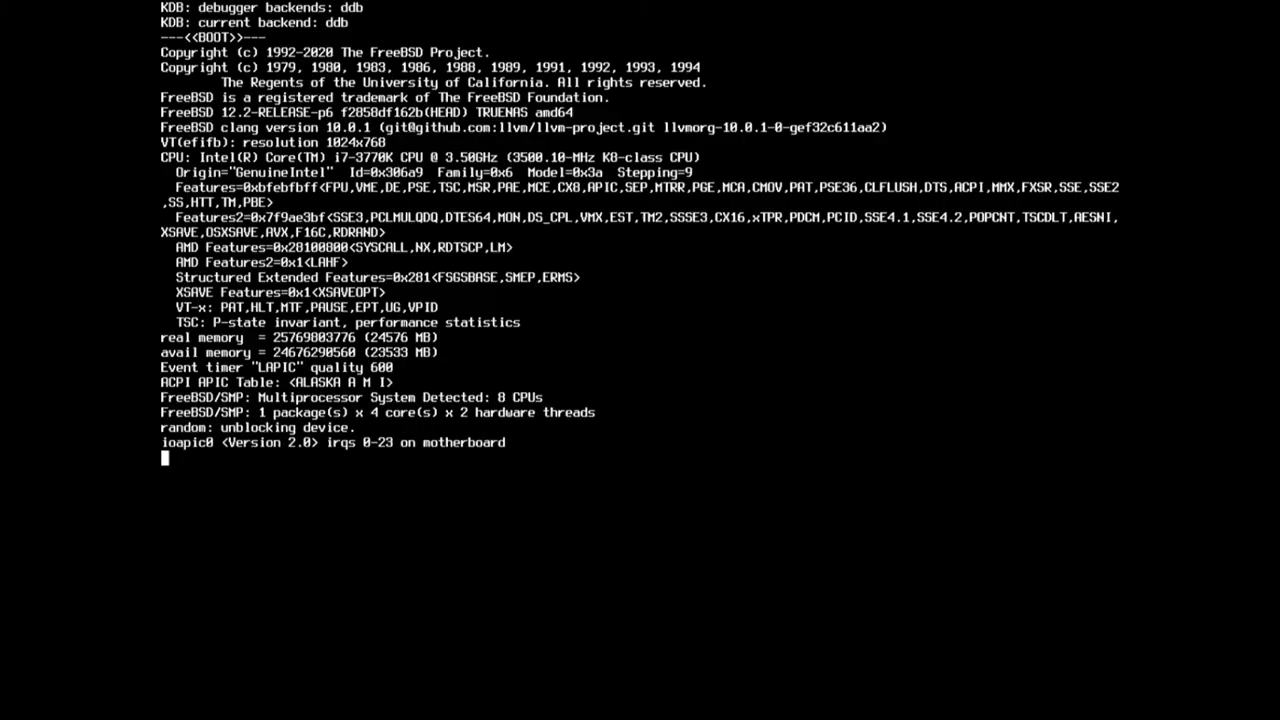 KDB: debugger backends: ddb
KDB: current backend: ddb
---<<BOOT>>---
Copyright (c) 1992-2020 The FreeBSD Project.
Copyright (c) 1979, 1980, 1983, 1986, 1988, 1989, 1991, 1992, 1993, 1994
The Regents of the University of California. All rights reserved.
FreeBSD is a registered trademark of The FreeBSD Foundation.
FreeBSD 12.2-RELEASE-p6 f2858df162b(HEAD) TRUENAS amd64
FreeBSD clang version 10.0.1 (git@github.com:llvm/llvm-project.git llvmorg-10.0.1-0-gef32c611aa2)
VT(efifb): resolution 1024x768
CPU: Intel(R) Core(TM) i7-3770K CPU @ 3.50GHz (3500.10-MHz K8-class CPU)
Origin="GenuineIntel"  Id=0x306a9  Family=0x6  Model=0x3a  Stepping=9
Features=0xbfebfbff<FPU,VME,DE,PSE,TSC,MSR,PAE,MCE,CX8,APIC,SEP,MTRR,PGE,MCA,CMOV,PAT,PSE36,CLFLUSH,DTS,ACPI,MMX,FXSR,SSE,SSE2
,SS,HTT,TM,PBE>
Features2=0x7f9ae3bf<SSE3,PCLMULQDQ,DTES64,MON,DS_CPL,VMX,EST,TM2,SSSE3,CX16,xTPR,PDCM,PCID,SSE4.1,SSE4.2,POPCNT,TSCDLT,AESNI,
XSAVE,OSXSAVE,AVX,F16C,RDRAND>
AMD Features=0x28100800<SYSCALL,NX,RDTSCP,LM>
AMD Features2=0x1<LAHF>
Structured Extended Features=0x281<FSGSBASE,SMEP,ERMS>
XSAVE Features=0x1<XSAVEOPT>
VT-x: PAT,HLT,MTF,PAUSE,EPT,UG,VPID
TSC: P-state invariant, performance statistics
real memory  = 25769803776 (24576 MB)
avail memory = 24676290560 (23533 MB)
Event timer "LAPIC" quality 600
ACPI APIC Table: <ALASKA A M I>
FreeBSD/SMP: Multiprocessor System Detected: 8 CPUs
FreeBSD/SMP: 1 package(s) x 4 core(s) x 2 hardware threads
random: unblocking device.
ioapic0 <Version 2.0> irqs 0-23 on motherboard